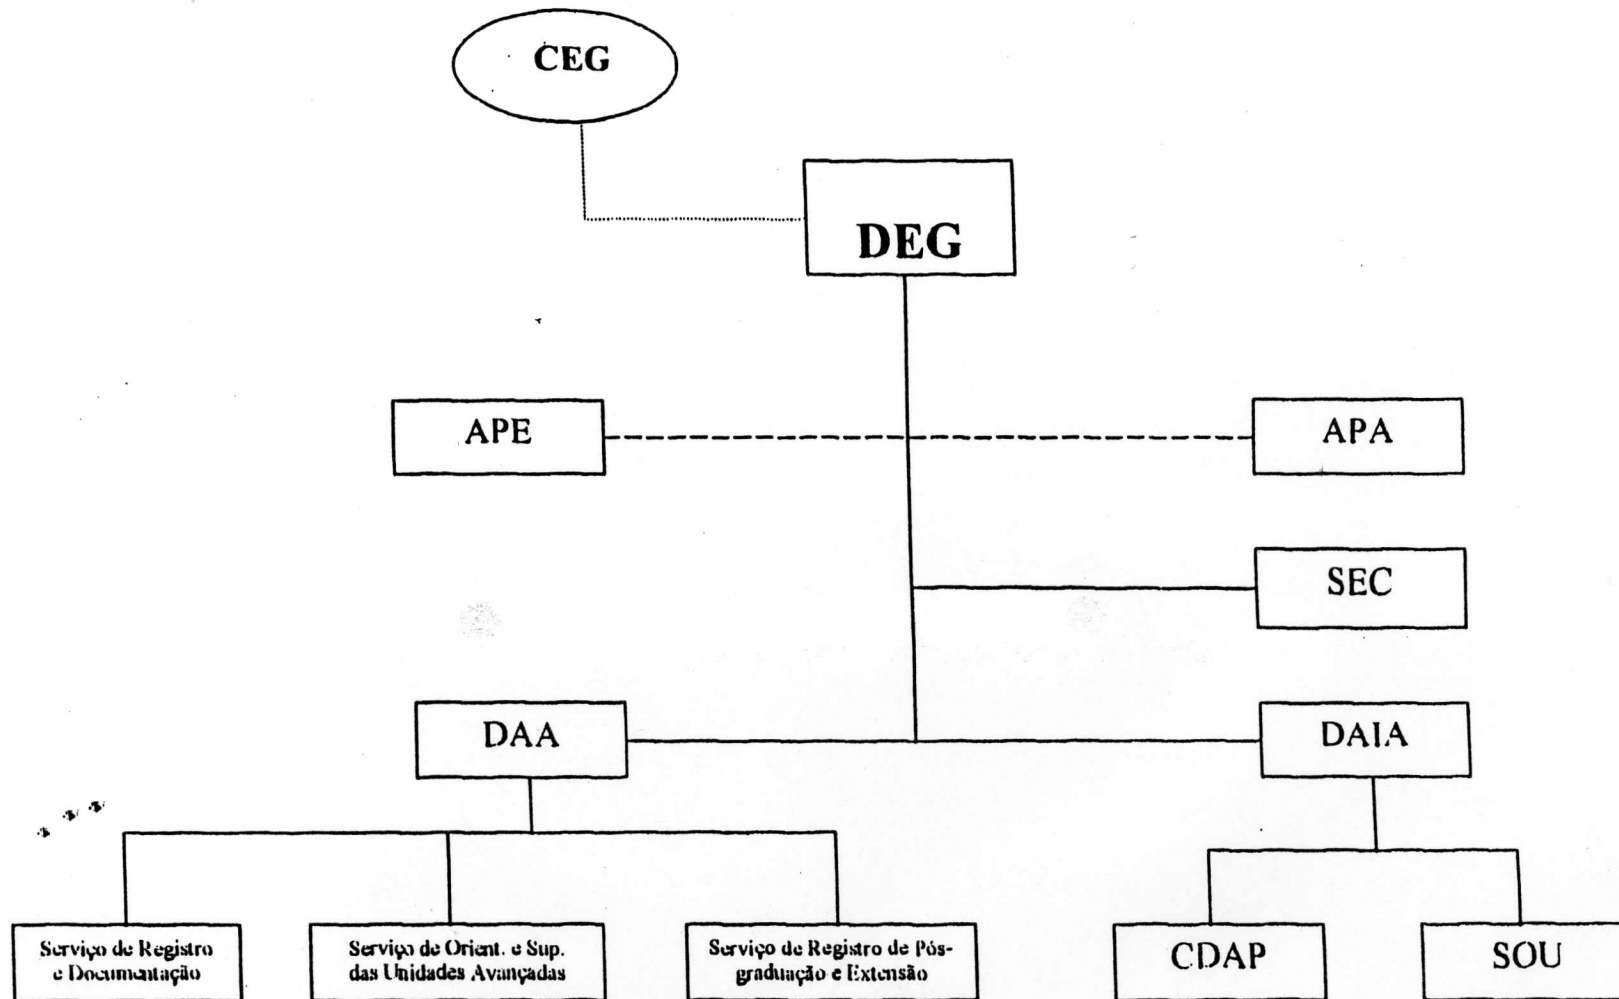 CEG
DEG
APE
APA
SEC
DAA
DAIA
Serviço de Registro
e Documentação
Serviço de Orient. e Sup.
das Unidades Avançadas
Serviço de Registro de Pós-
graduação e Extensão
CDAP
SOU